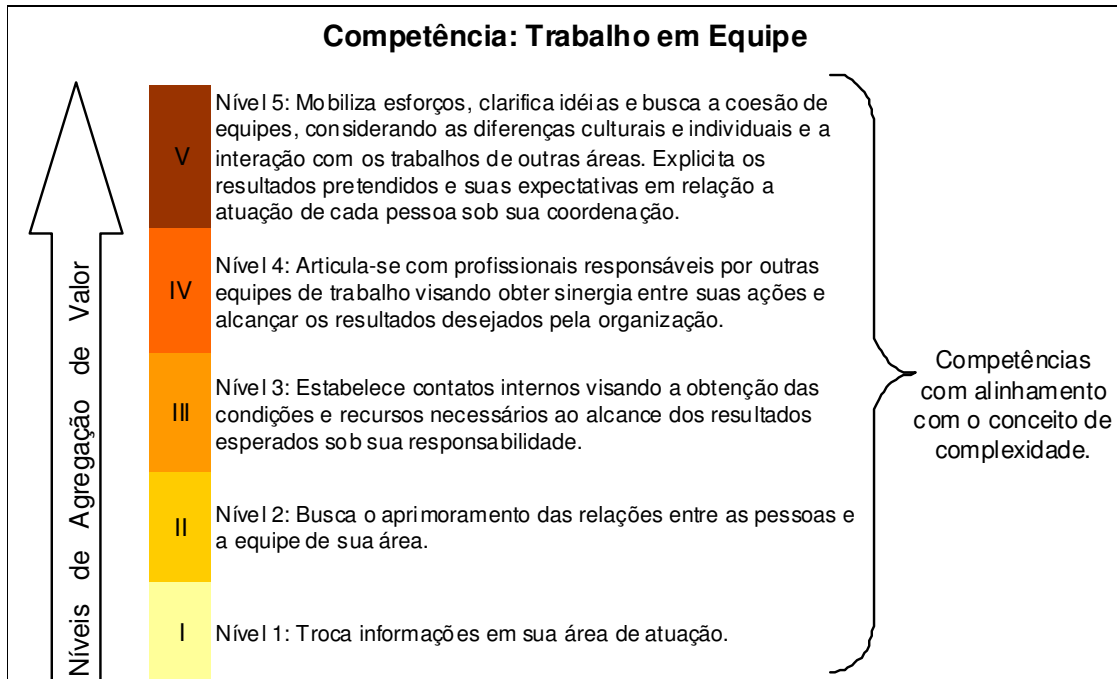 Competência: Trabalho em Equipe
Níveis de Agregação de Valor
V
Nível 5: Mobiliza esforços, clarifica idéias e busca a coesão de
equipes, considerando as diferenças culturais e individuais e a
interação com os trabalhos de outras áreas. Explicita os
resultados pretendidos e suas expectativas em relação a
atuação de cada pessoa sob sua coordenação.
IV
Nível 4: Articula-se com profissionais responsáveis por outras
equipes de trabalho visando obter sinergia entre suas ações e
alcançar os resultados desejados pela organização.
III
Nível 3: Estabelece contatos internos visando a obtenção das
condições e recursos necessários ao alcance dos resultados
esperados sob sua responsabilidade.
II
Nível 2: Busca o aprimoramento das relações entre as pessoas e
a equipe de sua área.
I
Nível 1: Troca informações em sua área de atuação.
Competências
com alinhamento
com o conceito de
complexidade.